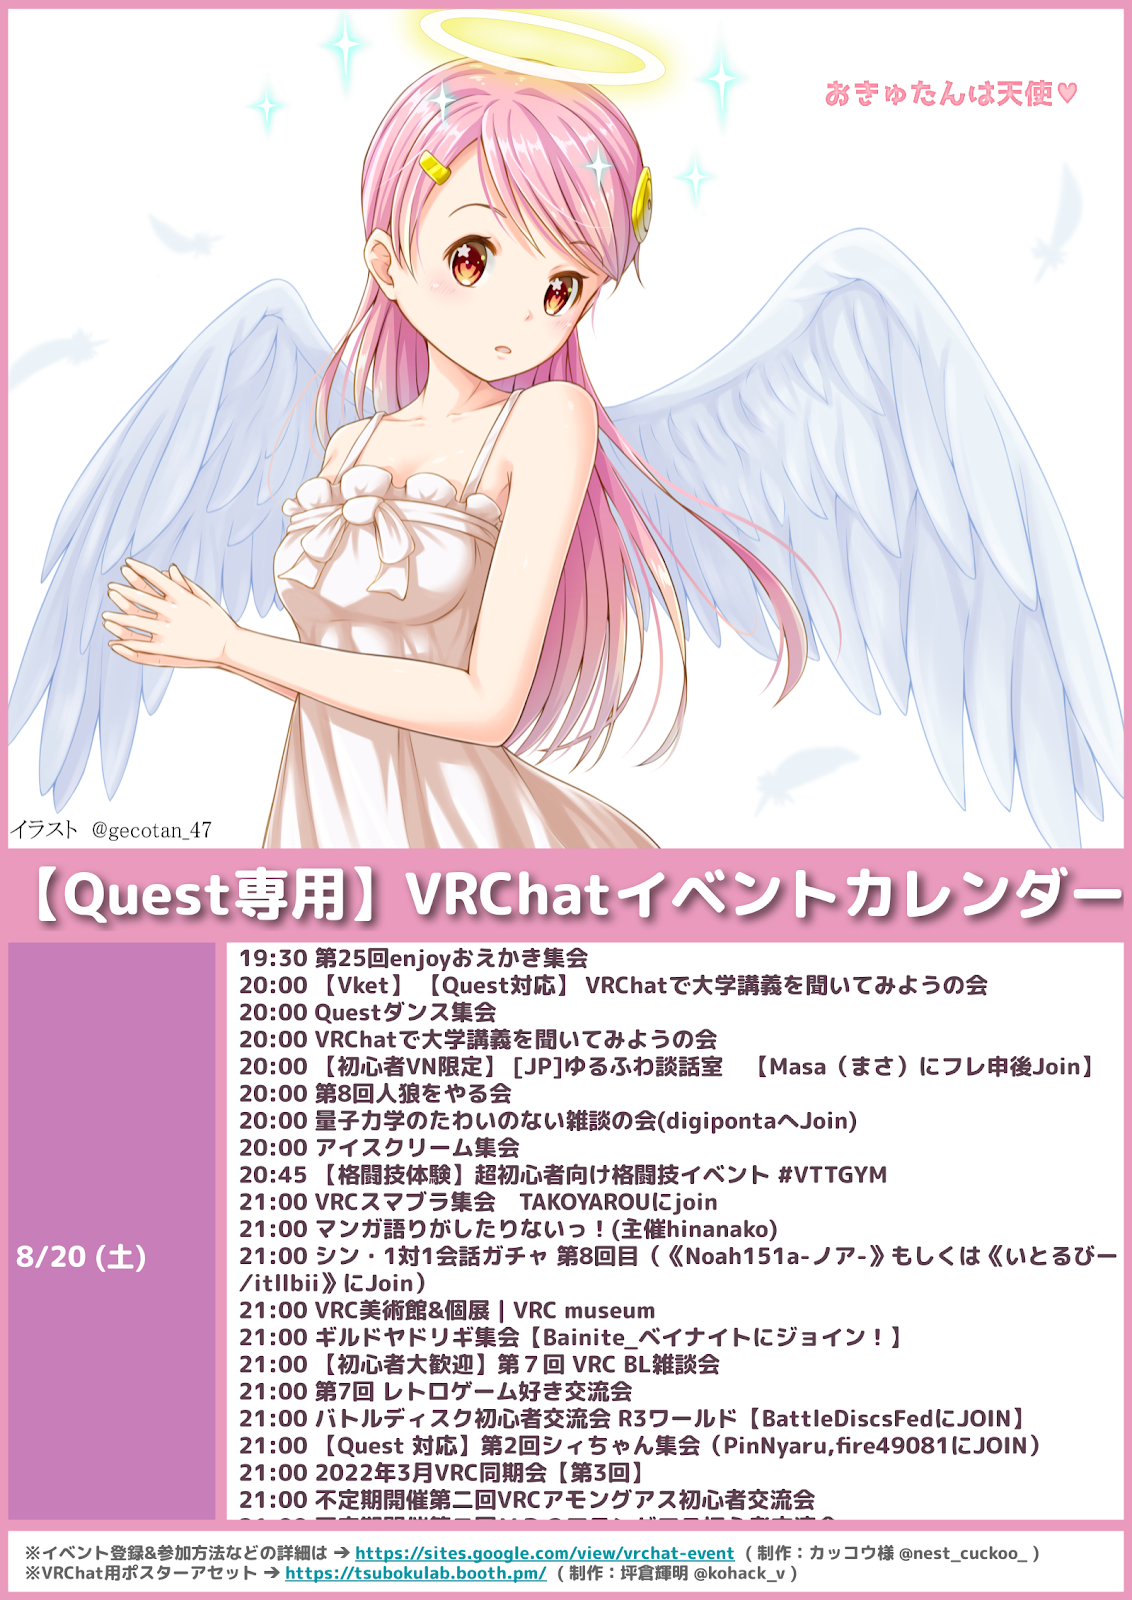 おきゅたんは天使♥
イラスト @gecotan_47
【Quest専用】VRChatイベントカレンダー
8/20 (土)
19:30 第25回enjoyおえかき集会
20:00 【Vket】 【Quest対応】 VRChatで大学講義を聞いてみようの会
20:00 Questダンス集会
20:00 VRChatで大学講義を聞いてみようの会
20:00 【初心者VN限定】 [JP]ゆるふわ談話室　【Masa（まさ）にフレ申後Join】
20:00 第8回人狼をやる会
20:00 量子力学のたわいのない雑談の会(digipontaへJoin)
20:00 アイスクリーム集会
20:45 【格闘技体験】超初心者向け格闘技イベント #VTTGYM
21:00 VRCスマブラ集会　TAKOYAROUにjoin
21:00 マンガ語りがしたりないっ！(主催hinanako)
21:00 シン・1対1会話ガチャ 第8回目（《Noah151a-ノア-》もしくは《いとるびー
/itllbii》にJoin）
21:00 VRC美術館&個展 | VRC museum
21:00 ギルドヤドリギ集会【Bainite_ベイナイトにジョイン！】
21:00 【初心者大歓迎】第７回 VRC BL雑談会
21:00 第7回 レトロゲーム好き交流会
21:00 バトルディスク初心者交流会 R3ワールド【BattleDiscsFedにJOIN】
21:00 【Quest 対応】第2回シィちゃん集会（PinNyaru,fire49081にJOIN）
21:00 2022年3月VRC同期会【第3回】
21:00 不定期開催第二回VRCアモングアス初心者交流会
※イベント登録&参加方法などの詳細は ➔ https://sites.google.com/view/vrchat-event ( 制作：カッコウ様 @nest_cuckoo_ )
※VRChat用ポスターアセット ➔ https://tsubokulab.booth.pm/ ( 制作：坪倉輝明 @kohack_v )